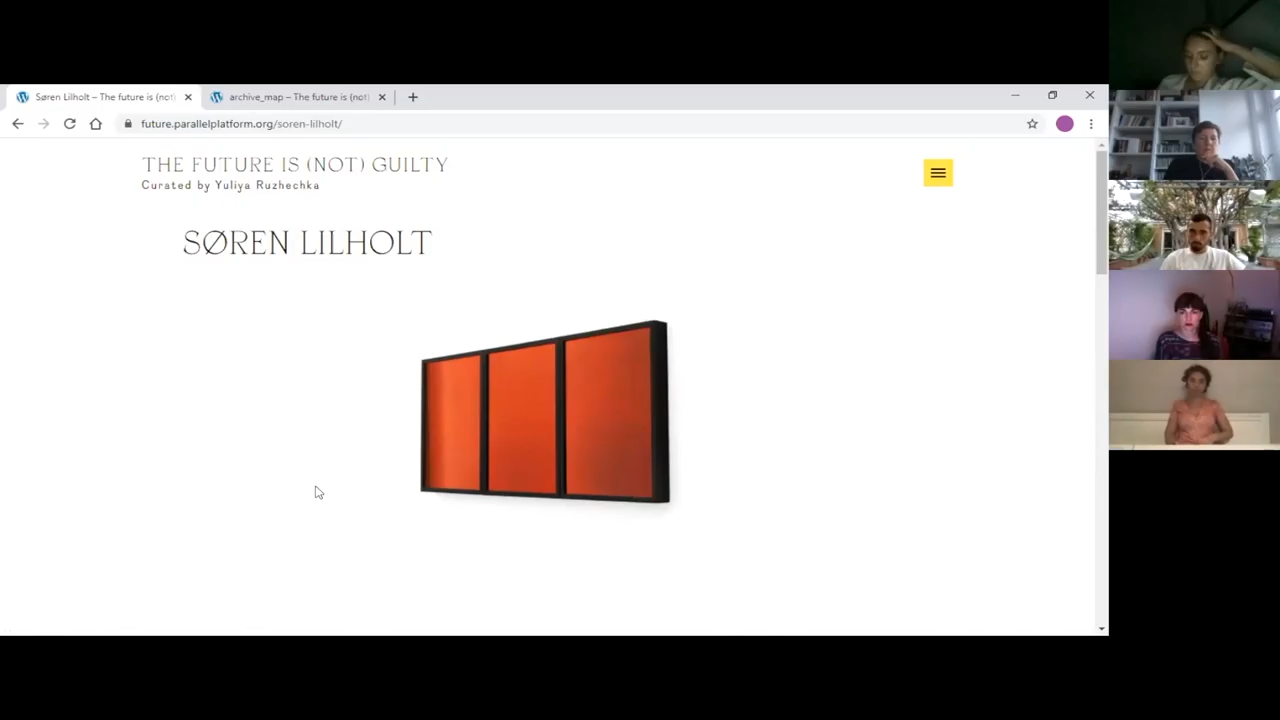 Søren Lilholt – The future is (not)
archive_map – The future is (not)
future.parallelplatform.org/soren-lilholt/
THE FUTURE IS (NOT) GUILTY
Curated by Yuliya Ruzhechka
SØREN LILHOLT